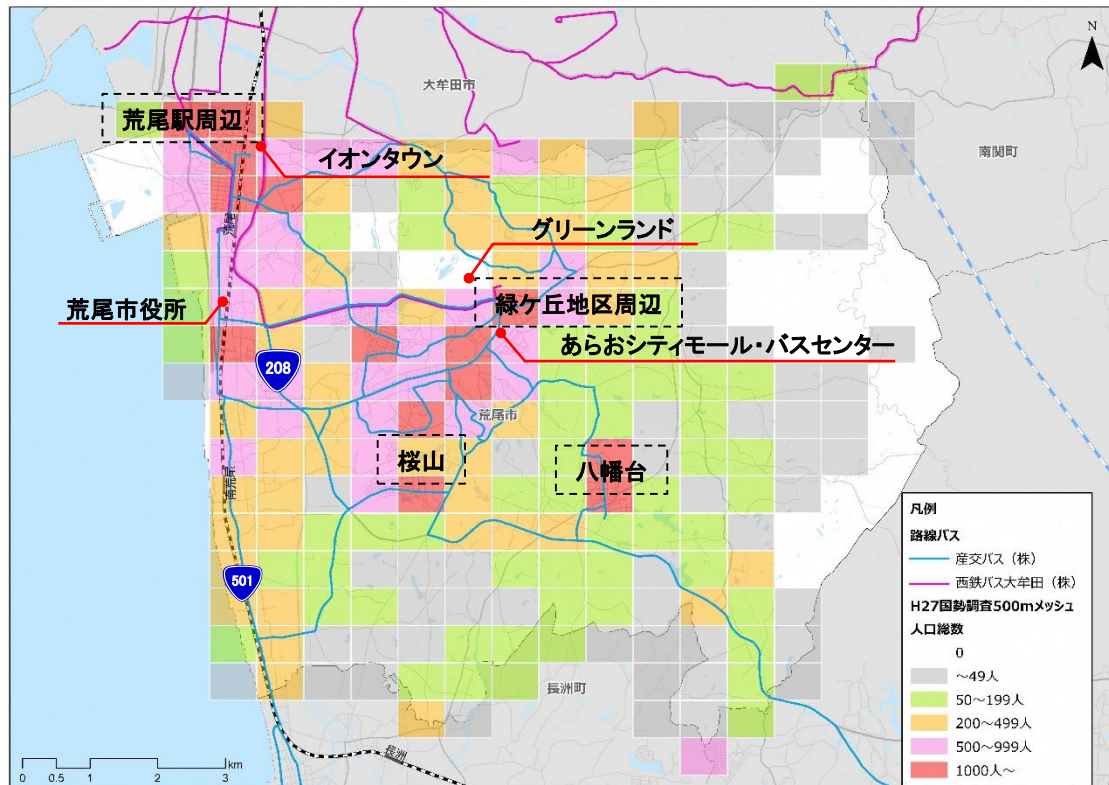 N
大牟田市
荒尾駅周辺
イオンタウン
南関町
荒尾
グリーンランド
荒尾市役所
緑ケ丘地区周辺
あらおシティモール・バスセンター
208
荒尾市
桜山
八幡台
南荒尾
501
長洲町
長洲
0 0.5 1 2 3 km
凡例
路線バス
産交バス（株）
西鉄バス大牟田（株）
H27国勢調査500mメッシュ
人口総数
0
～49人
50～199人
200～499人
500～999人
1000人～